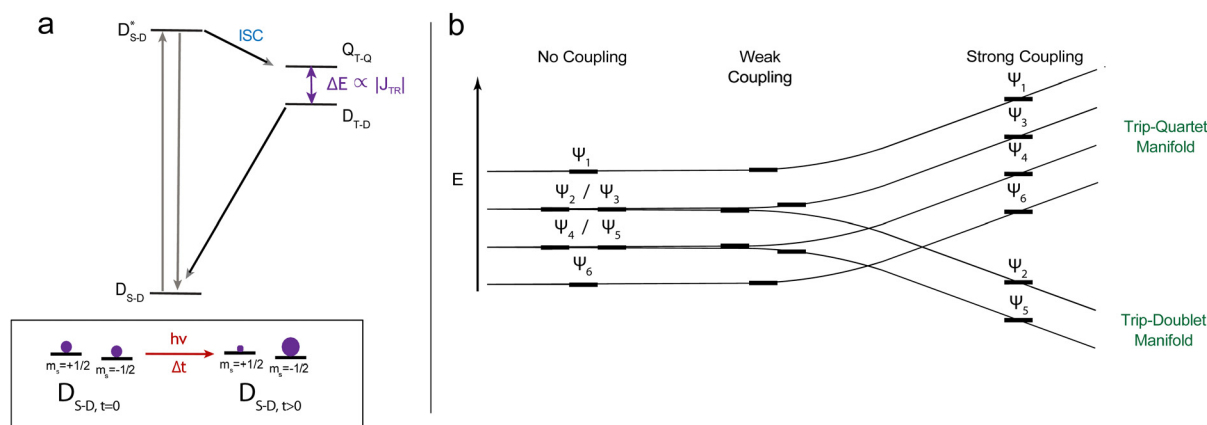 a
D*S-D
ISC
QT-Q
ΔE ∝ |JTR|
DT-D
DS-D
hν
ms=+1/2 ms=-1/2 Δt ms=+1/2 ms=-1/2
DS-D, t=0 DS-D, t>0
b
No Coupling
Weak
Coupling
Strong Coupling
E
Ψ1
Ψ2 / Ψ3
Ψ4 / Ψ5
Ψ6
Ψ1
Ψ3
Ψ4
Ψ6
Ψ2
Ψ5
Trip-Quartet
Manifold
Trip-Doublet
Manifold